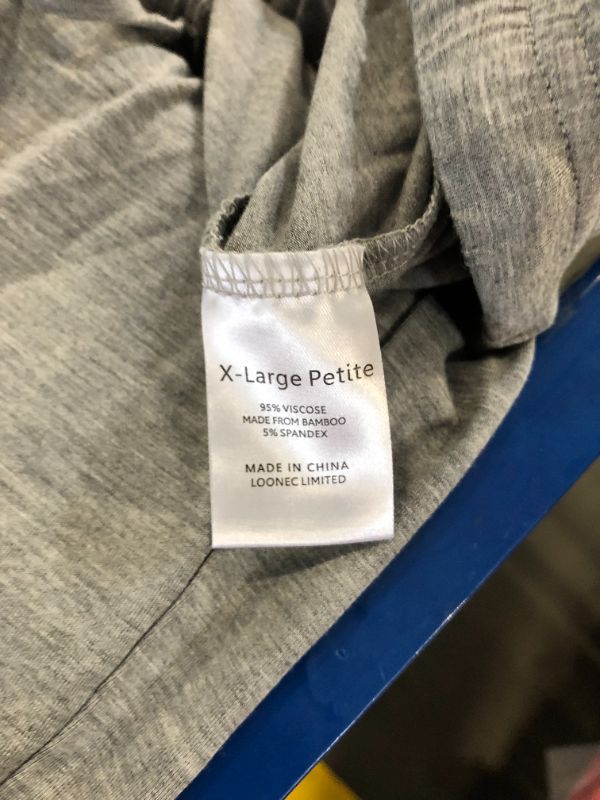 X-Large Petite
95% VISCOSE
MADE FROM BAMBOO
5% SPANDEX
MADE IN CHINA
LOONEC LIMITED